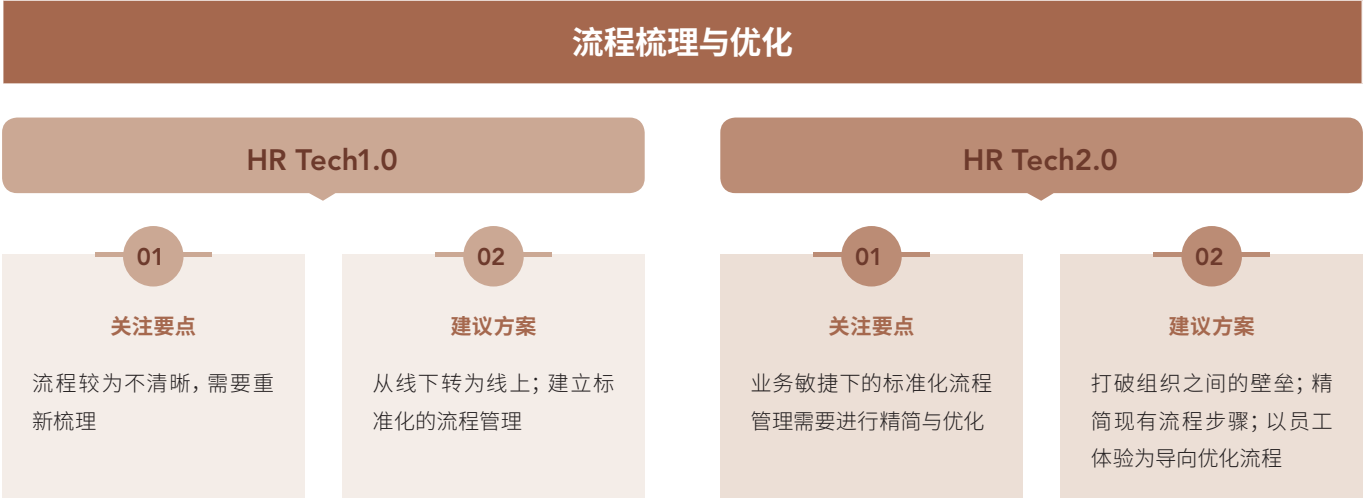 流程梳理与优化
HR Tech1.0
01
关注要点
流程较为不清晰，需要重
新梳理
02
建议方案
从线下转为线上；建立标
准化的流程管理
HR Tech2.0
01
关注要点
业务敏捷下的标准化流程
管理需要进行精简与优化
02
建议方案
打破组织之间的壁垒；精
简现有流程步骤；以员工
体验为导向优化流程